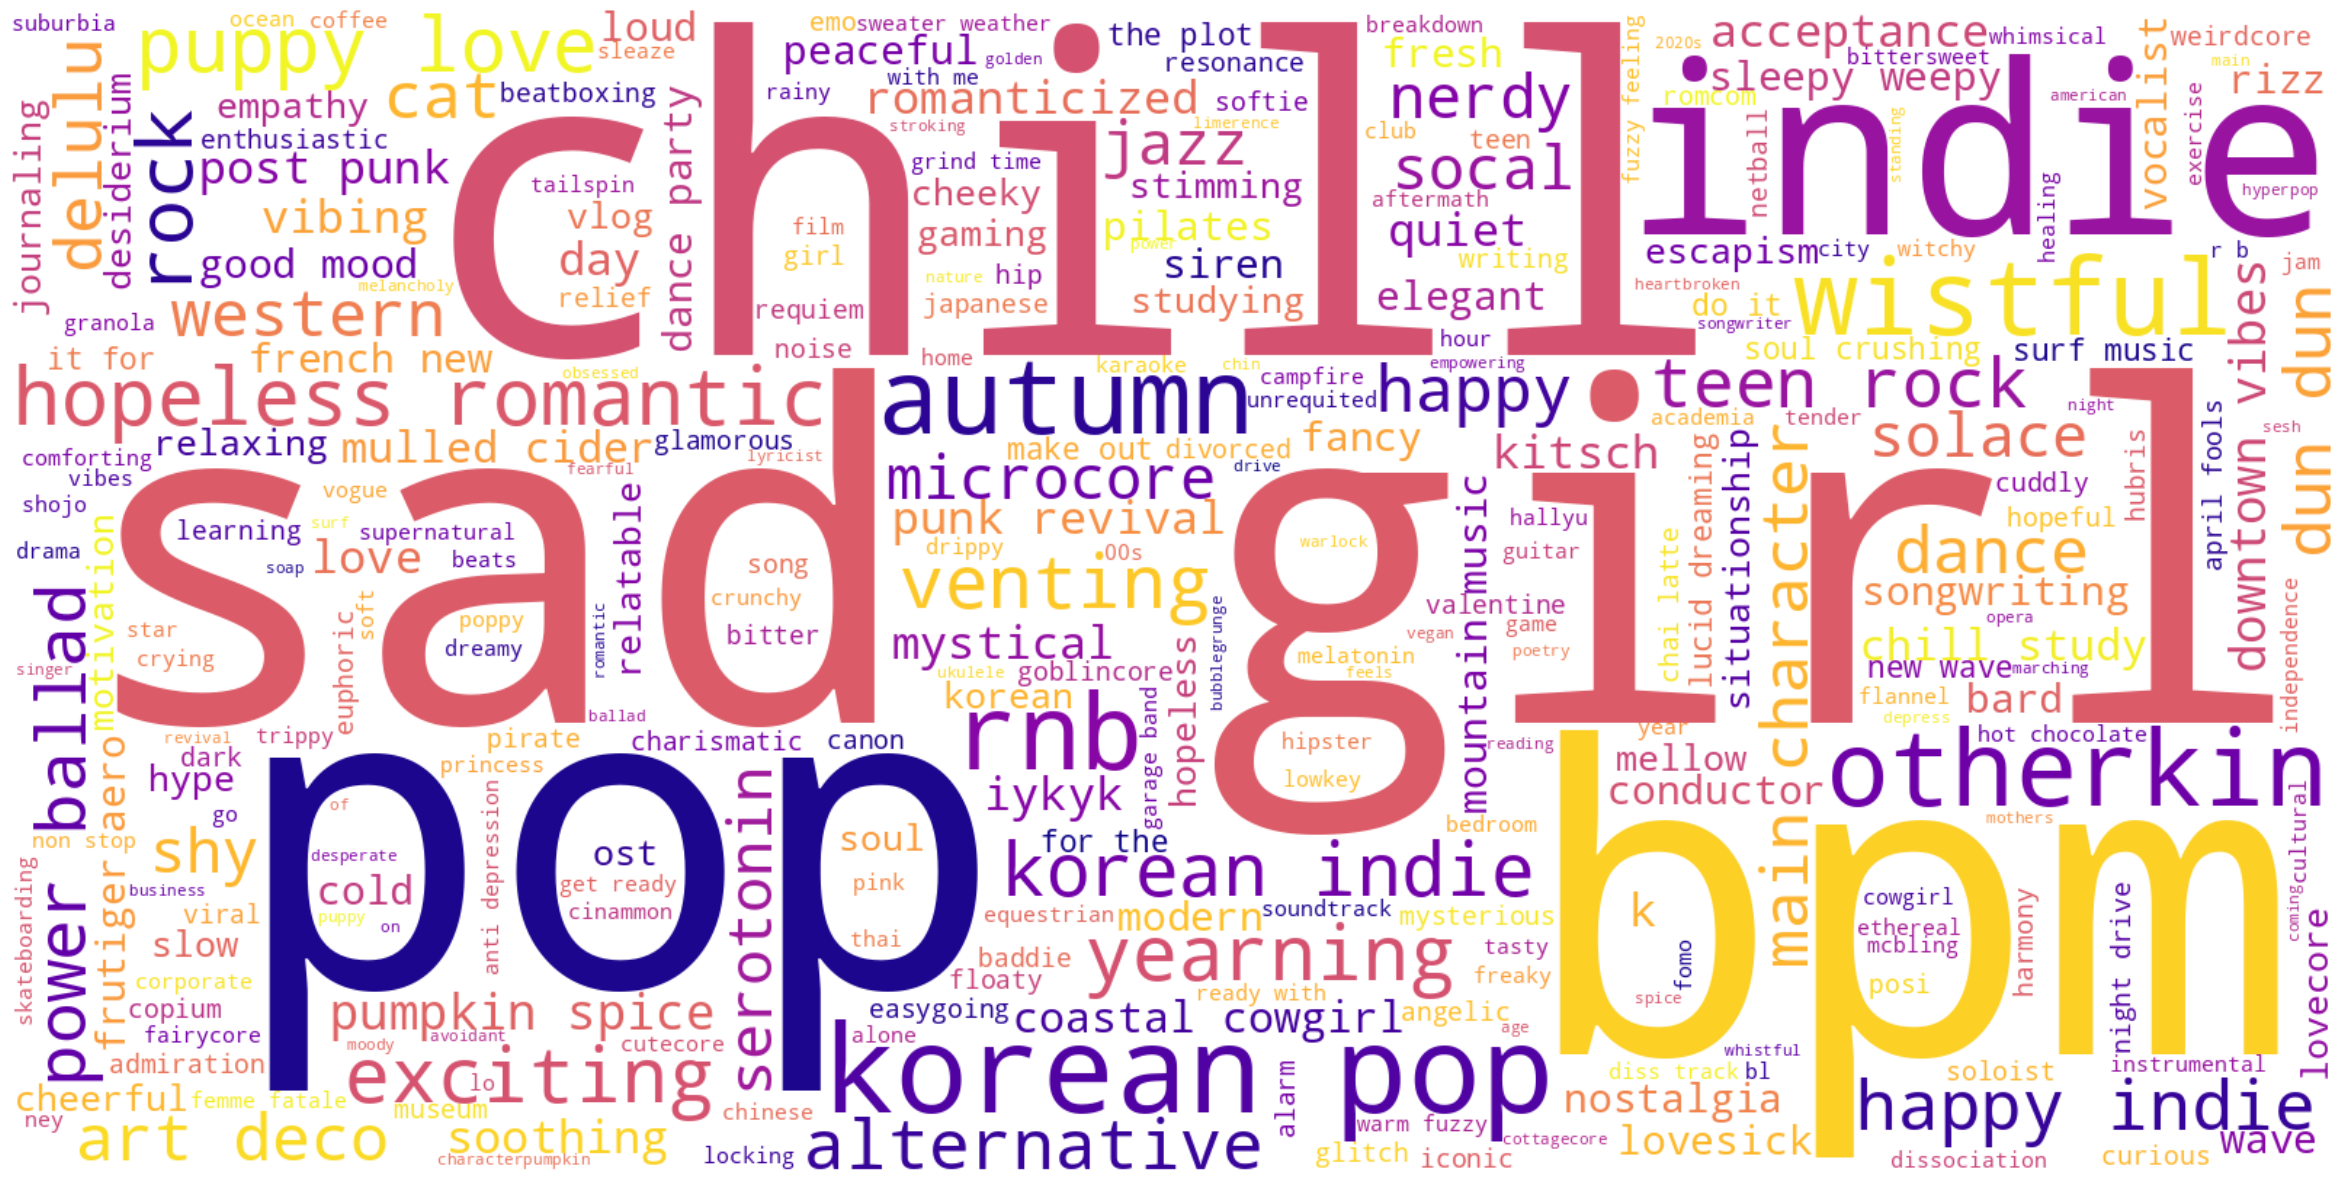 suburbia
ocean
coffee
puppy love
loud
sleaze
emo
sweater weather
peaceful
golden
the plot
resonance
breakdown
fresh
fuzzy feeling
2020s
acceptance
whimsical
bittersweet
vocalist
weirdcore
main
rizz
delulu
desiderium
journaling
empathy
cat
beatboxing
with me
rainy
romanticized
softie
nerdy
romcom
sleepy weepy
american
exercise
rock
enthusiastic
post punk
chill
dance party
stroking
limerence
jazz
club
teen
indie
netball
standing
healing
hyperpop
grind time
cheeky
stimming
socal
aftermath
tailspin
vlog
film
girl
vibing
day
gaming
pilates
power
quiet
writing
escapism
city
witchy
r b
jam
good mood
melancholy
relief
requiem
nature
hip
siren
japanese
studying
elegant
heartbroken
do it
songwriter
wistful
dun dun
granola
western
noise
home
hour
soul crushing
surf music
downtown vibes
it for
french new
obsessed
karaoke
chin
campfire
empowering
hopeless romantic
autumn
unrequited
happy
teen rock
academia
tender
night
sesh
relaxing
mulled cider
glamorous
lyricist
make out
divorced
fancy
drive
kitsch
solace
hubris
april fools
comforting
vibes
shojo
fearful
vogue
microcore
music
lucid dreaming
situationship
main character
cuddly
hopeful
sad girl
learning
surf
supernatural
relatable
punk revival
hallyu
guitar
drama
motivation
soap
love
beats
song
drippy
00s
warlock
chai latte
dance
venting
crunchy
bubblegrunge
valentine
game
songwriting
independence
star
crying
euphoric
soft
poppy
dreamy
romantic
bitter
mystical
hopeless
vegan
melatonin
feels
poetry
opera
chill study
singer
ukulele
goblincore
mountain
new wave
marching
korean
flannel
bard
depress
power ballad
ballad
rnb
garage band
revival
trippy
pirate
charismatic
canon
hipster
reading
year
hot chocolate
dark
hype
princess
lowkey
mellow
conductor
otherkin
aero
frutiger
go
non stop
pop
of
anti depression
serotonin
iykyk
for the
bedroom
bpm
mothers
cultural
coming
shy
desperate
ost
soul
korean indie
business
cold
get ready
pink
puppy
on
cinammon
viral
equestrian
modern
soundtrack
mysterious
k
cowgirl
ethereal
mcbling
harmony
night drive
lovecore
skateboarding
slow
thai
yearning
tasty
fomo
corporate
baddie
floaty
freaky
spice
posi
copium
pumpkin spice
ready with
fairycore
moody
avoidant
cutecore
easygoing
coastal cowgirl
angelic
age
admiration
alone
whistful
exciting
lo
korean pop
alarm
diss track
bl
soloist
instrumental
cheerful
femme fatale
museum
chinese
nostalgia
happy indie
ney
warm fuzzy
art deco
soothing
alternative
cottagecore
lovesick
wave
characterpumpkin
locking
glitch
iconic
dissociation
curious